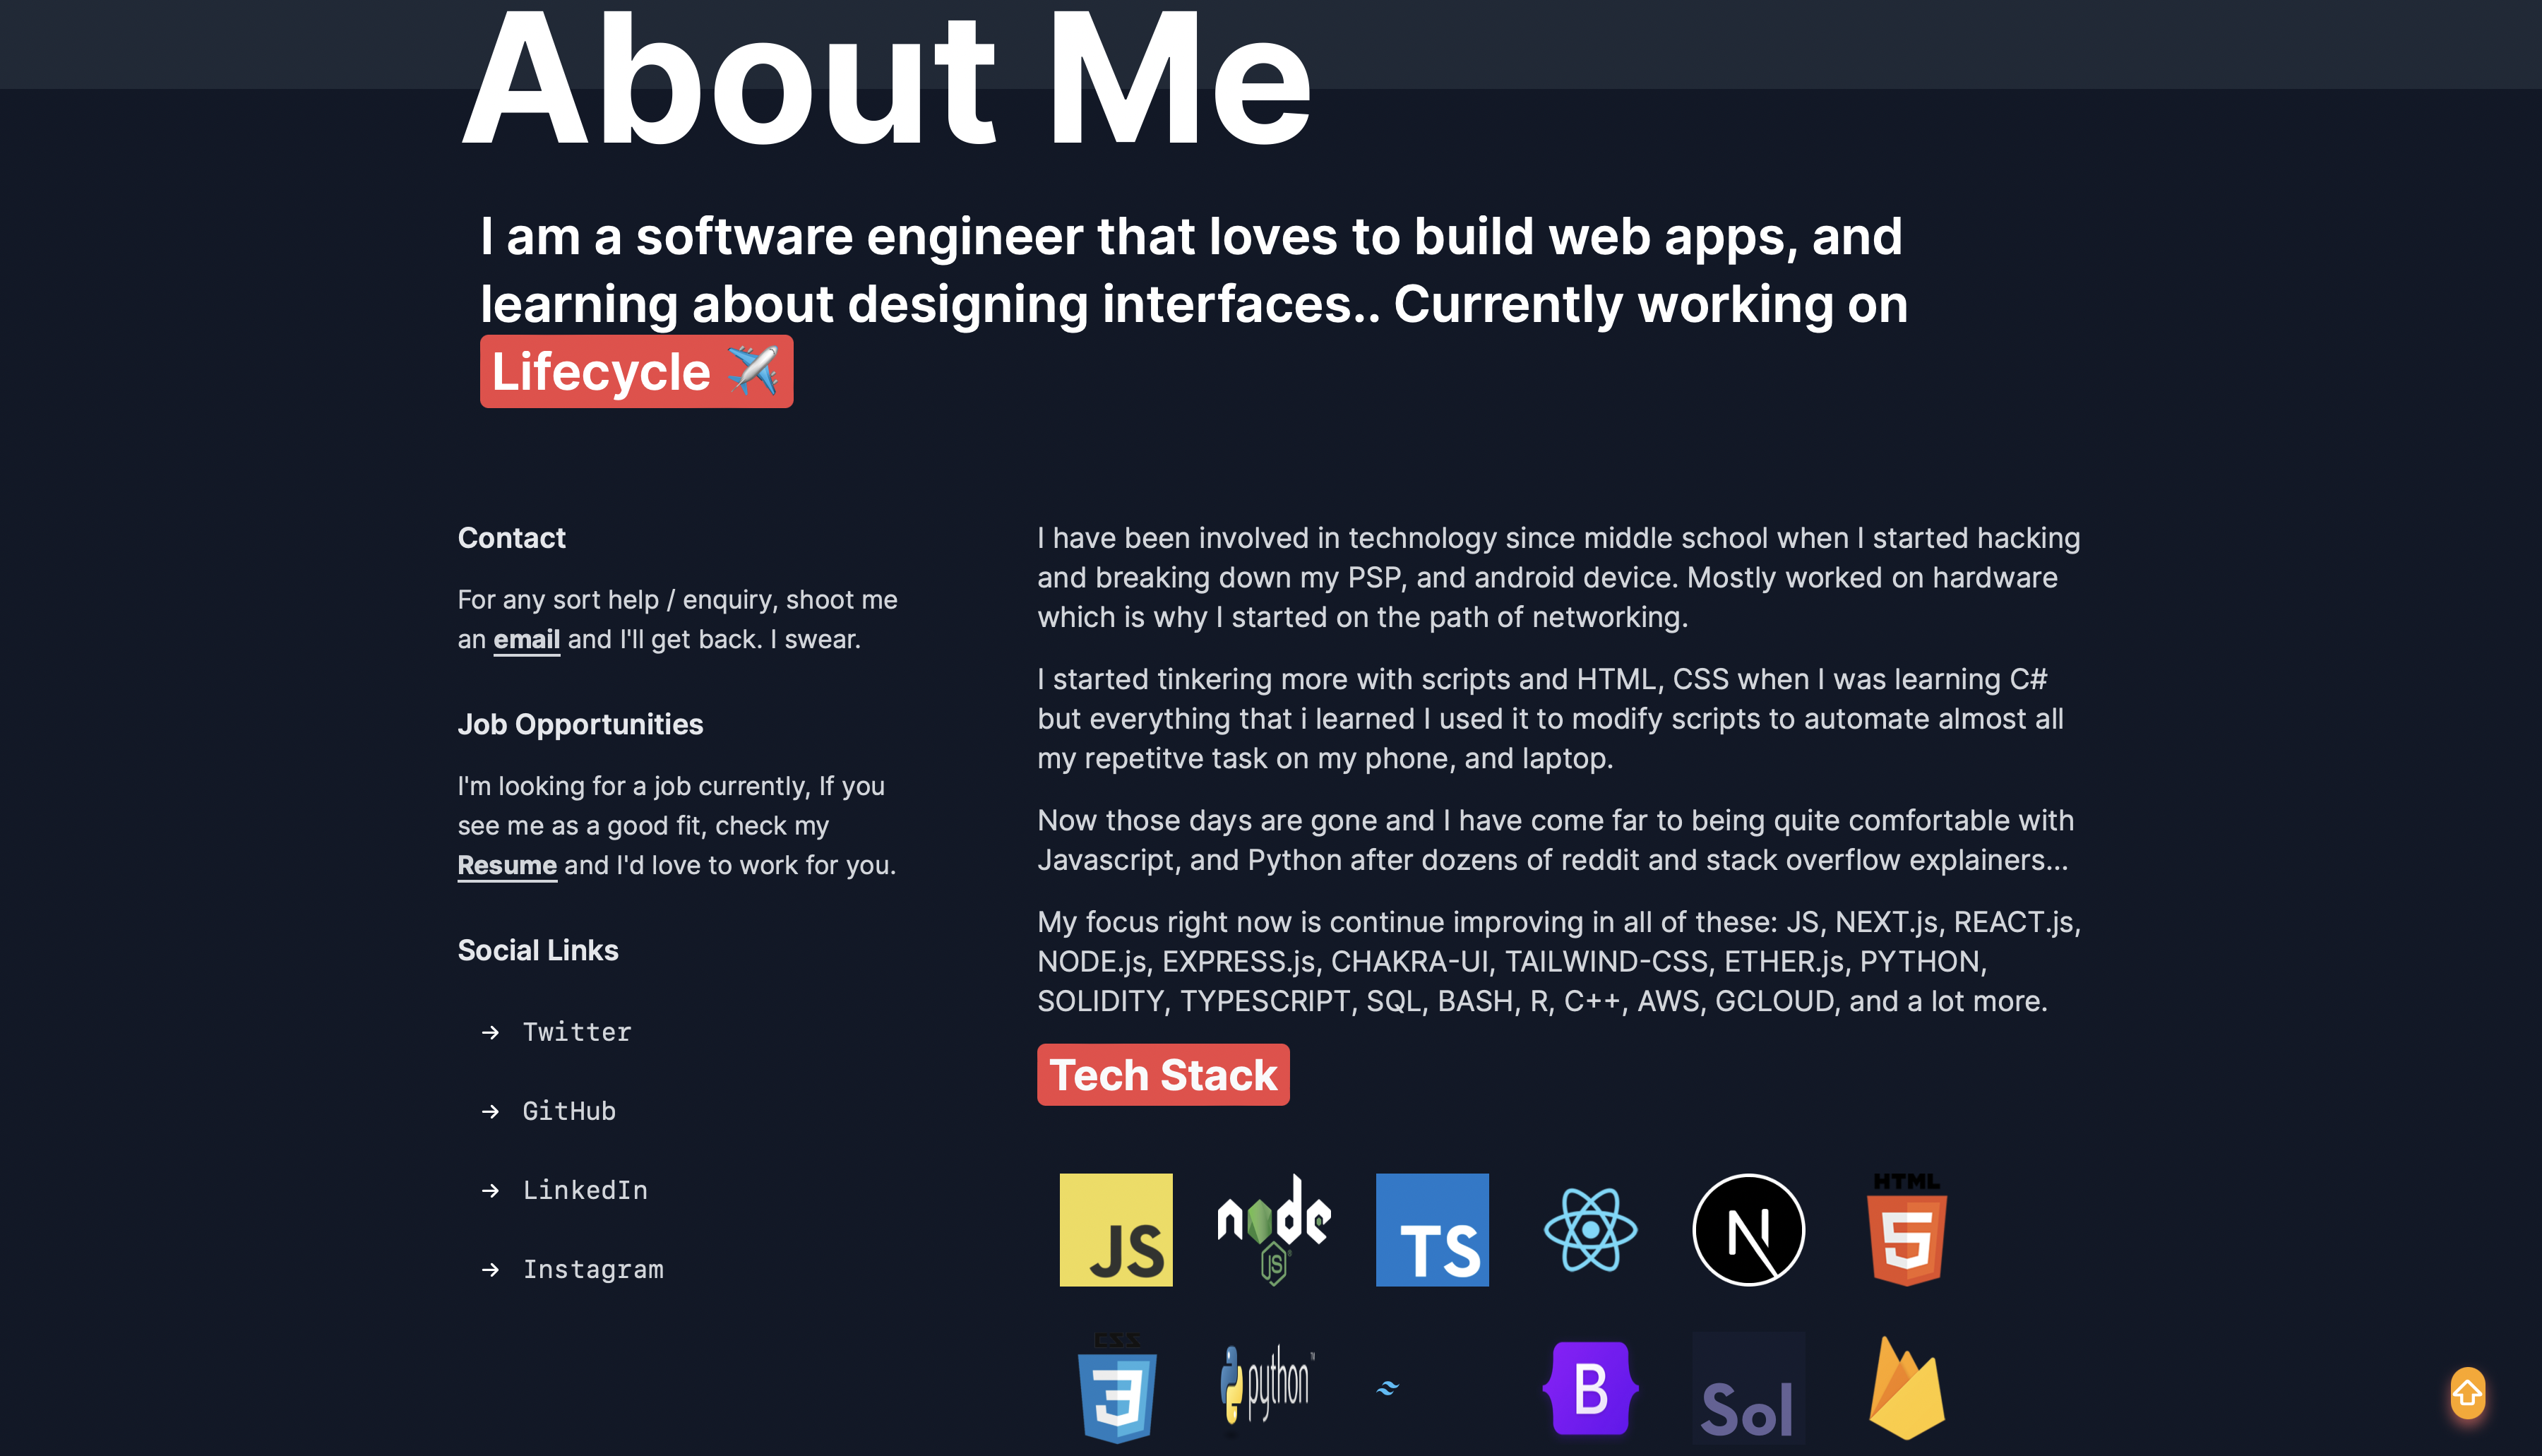 About Me
I am a software engineer that loves to build web apps, and
learning about designing interfaces.. Currently working on
Lifecycle ✈️
Contact
For any sort help / enquiry, shoot me
an email and I'll get back. I swear.
Job Opportunities
I'm looking for a job currently, If you
see me as a good fit, check my
Resume and I'd love to work for you.
Social Links
→ Twitter
→ GitHub
→ LinkedIn
→ Instagram
I have been involved in technology since middle school when I started hacking
and breaking down my PSP, and android device. Mostly worked on hardware
which is why I started on the path of networking.
I started tinkering more with scripts and HTML, CSS when I was learning C#
but everything that i learned I used it to modify scripts to automate almost all
my repetitve task on my phone, and laptop.
Now those days are gone and I have come far to being quite comfortable with
Javascript, and Python after dozens of reddit and stack overflow explainers...
My focus right now is continue improving in all of these: JS, NEXT.js, REACT.js,
NODE.js, EXPRESS.js, CHAKRA-UI, TAILWIND-CSS, ETHER.js, PYTHON,
SOLIDITY, TYPESCRIPT, SQL, BASH, R, C++, AWS, GCLOUD, and a lot more.
Tech Stack
JS
node
JS
TS
N
HTML
5
CSS
3
python
B
Sol